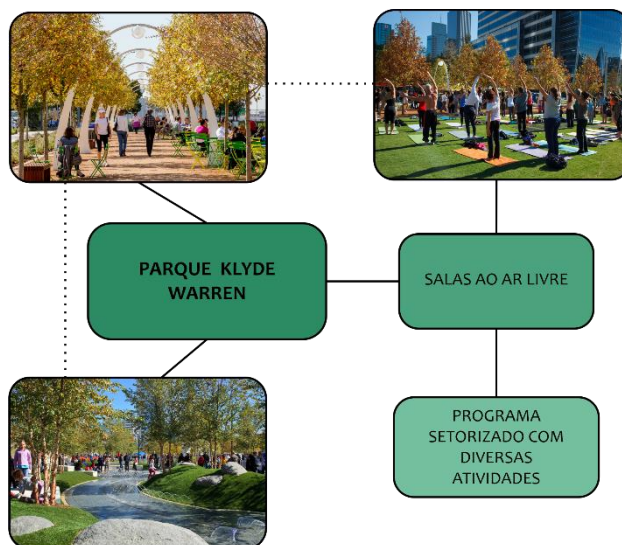 PARQUE KLYDE
WARREN
SALAS AO AR LIVRE
PROGRAMA
SETORIZADO COM
DIVERSAS
ATIVIDADES